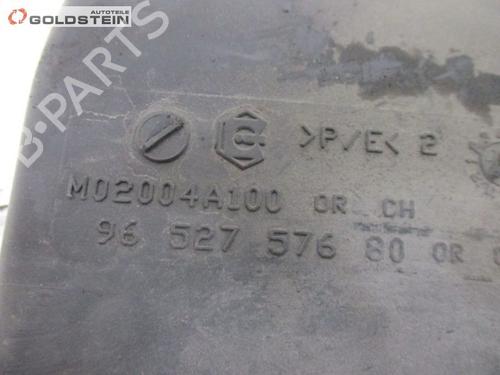 AUTOTEILE
GOLDSTEIN
B-PARTS
>P/E< 2
M02004A100 OR CH
96 527 576 80 OR